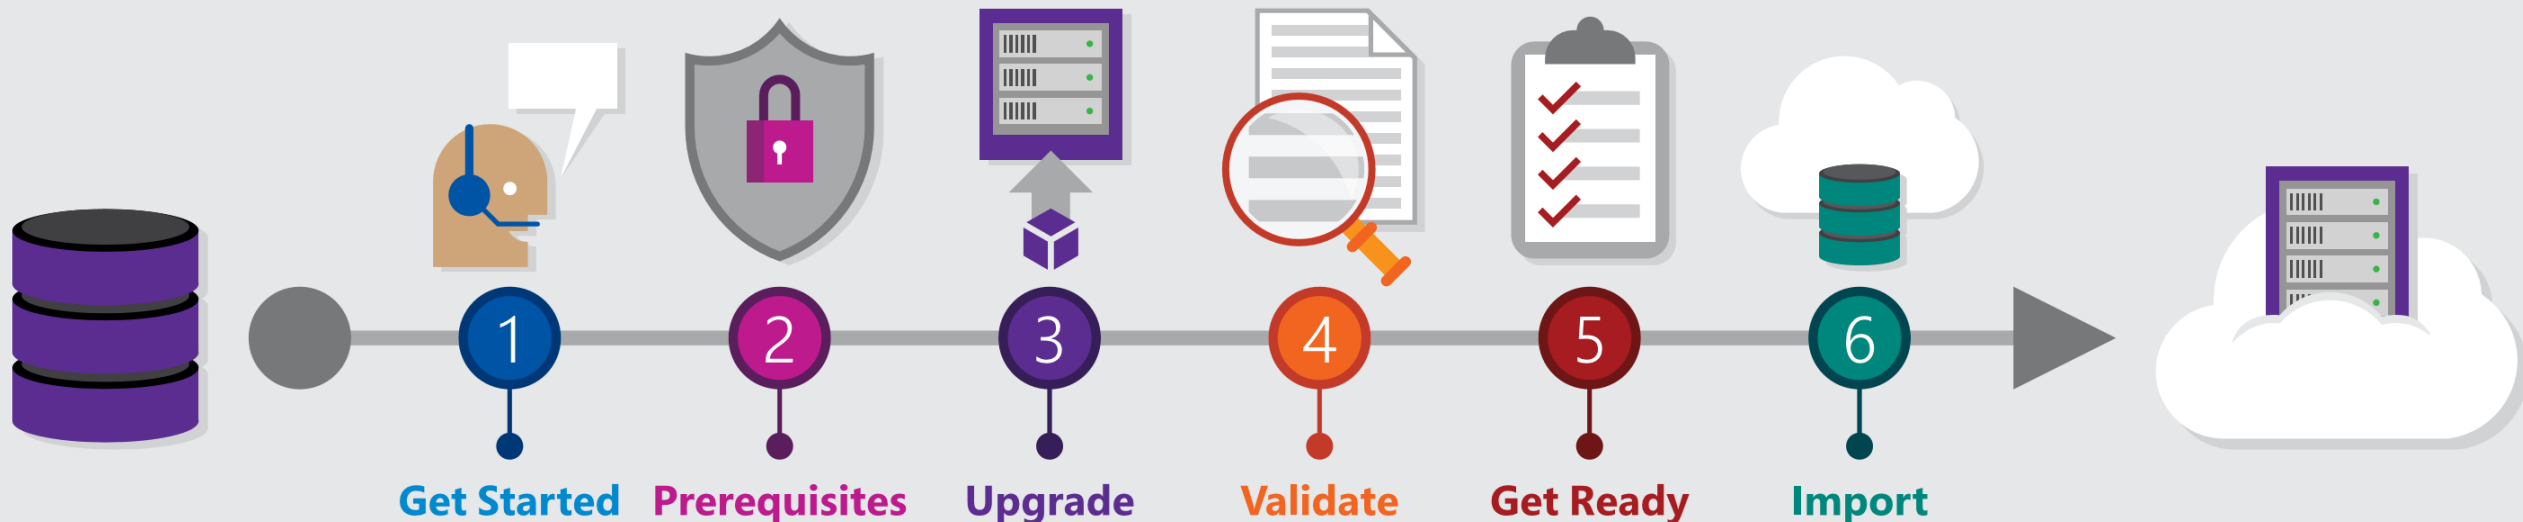 1 2 3 4 5 6
Get Started Prerequisites Upgrade Validate Get Ready Import